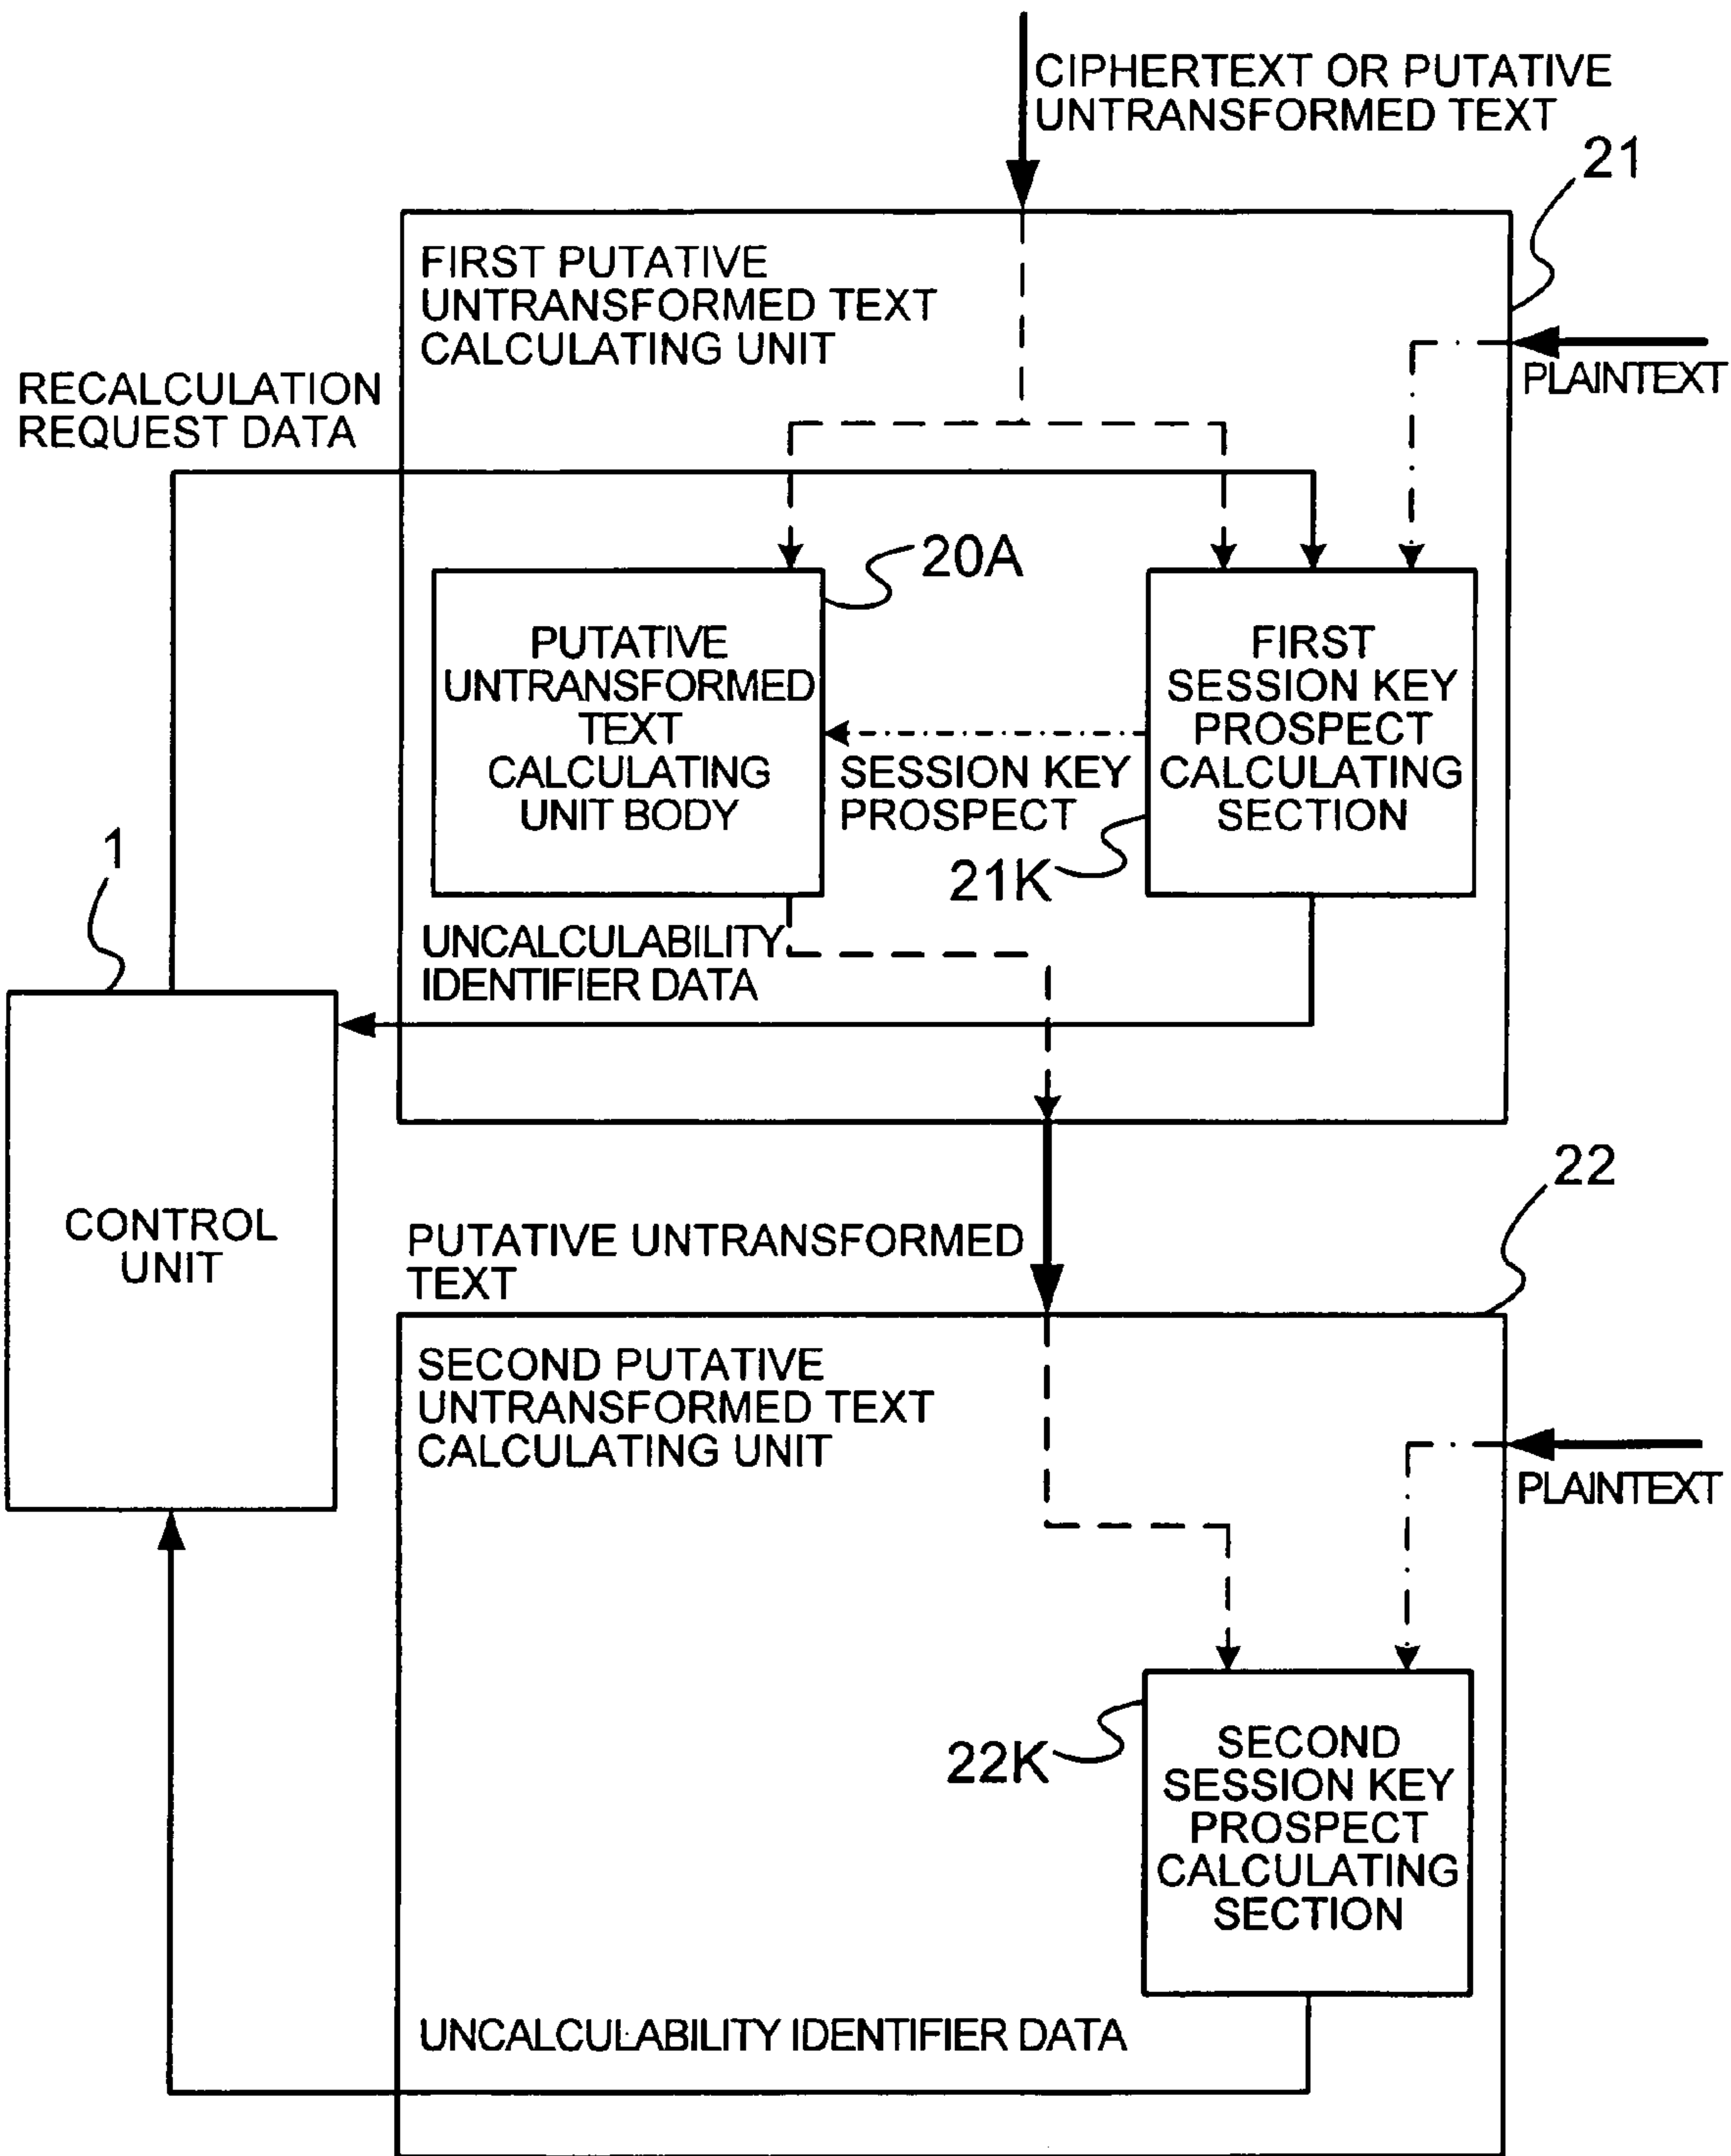 CIPHERTEXT OR PUTATIVE
UNTRANSFORMED TEXT
21
FIRST PUTATIVE
UNTRANSFORMED TEXT
CALCULATING UNIT
PLAINTEXT
RECALCULATION
REQUEST DATA
20A
PUTATIVE
UNTRANSFORMED
TEXT
CALCULATING
UNIT BODY
FIRST
SESSION KEY
PROSPECT
CALCULATING
SECTION
SESSION KEY
PROSPECT
21K
1
UNCALCULABILITY
IDENTIFIER DATA
CONTROL
UNIT
22
PUTATIVE UNTRANSFORMED
TEXT
SECOND PUTATIVE
UNTRANSFORMED TEXT
CALCULATING UNIT
PLAINTEXT
22K
SECOND
SESSION KEY
PROSPECT
CALCULATING
SECTION
UNCALCULABILITY IDENTIFIER DATA